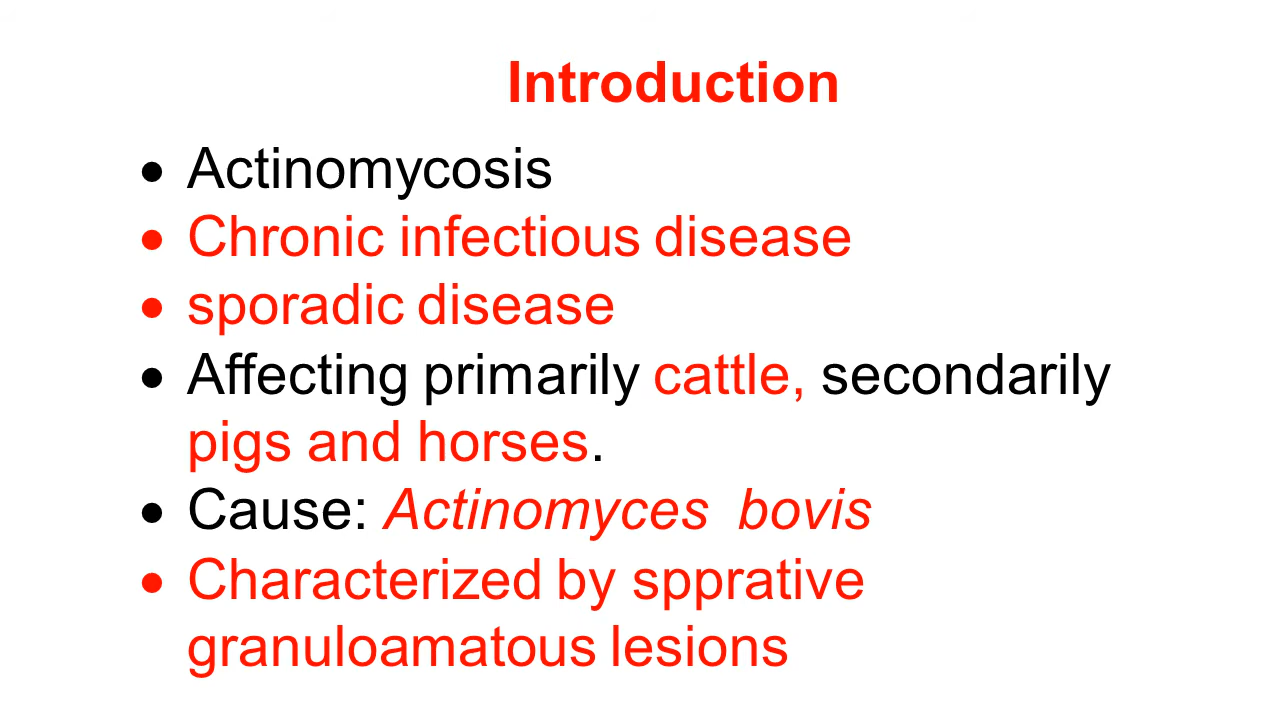 Introduction
• Actinomycosis
• Chronic infectious disease
• sporadic disease
• Affecting primarily cattle, secondarily
pigs and horses.
• Cause: Actinomyces  bovis
• Characterized by spprative
granuloamatous lesions